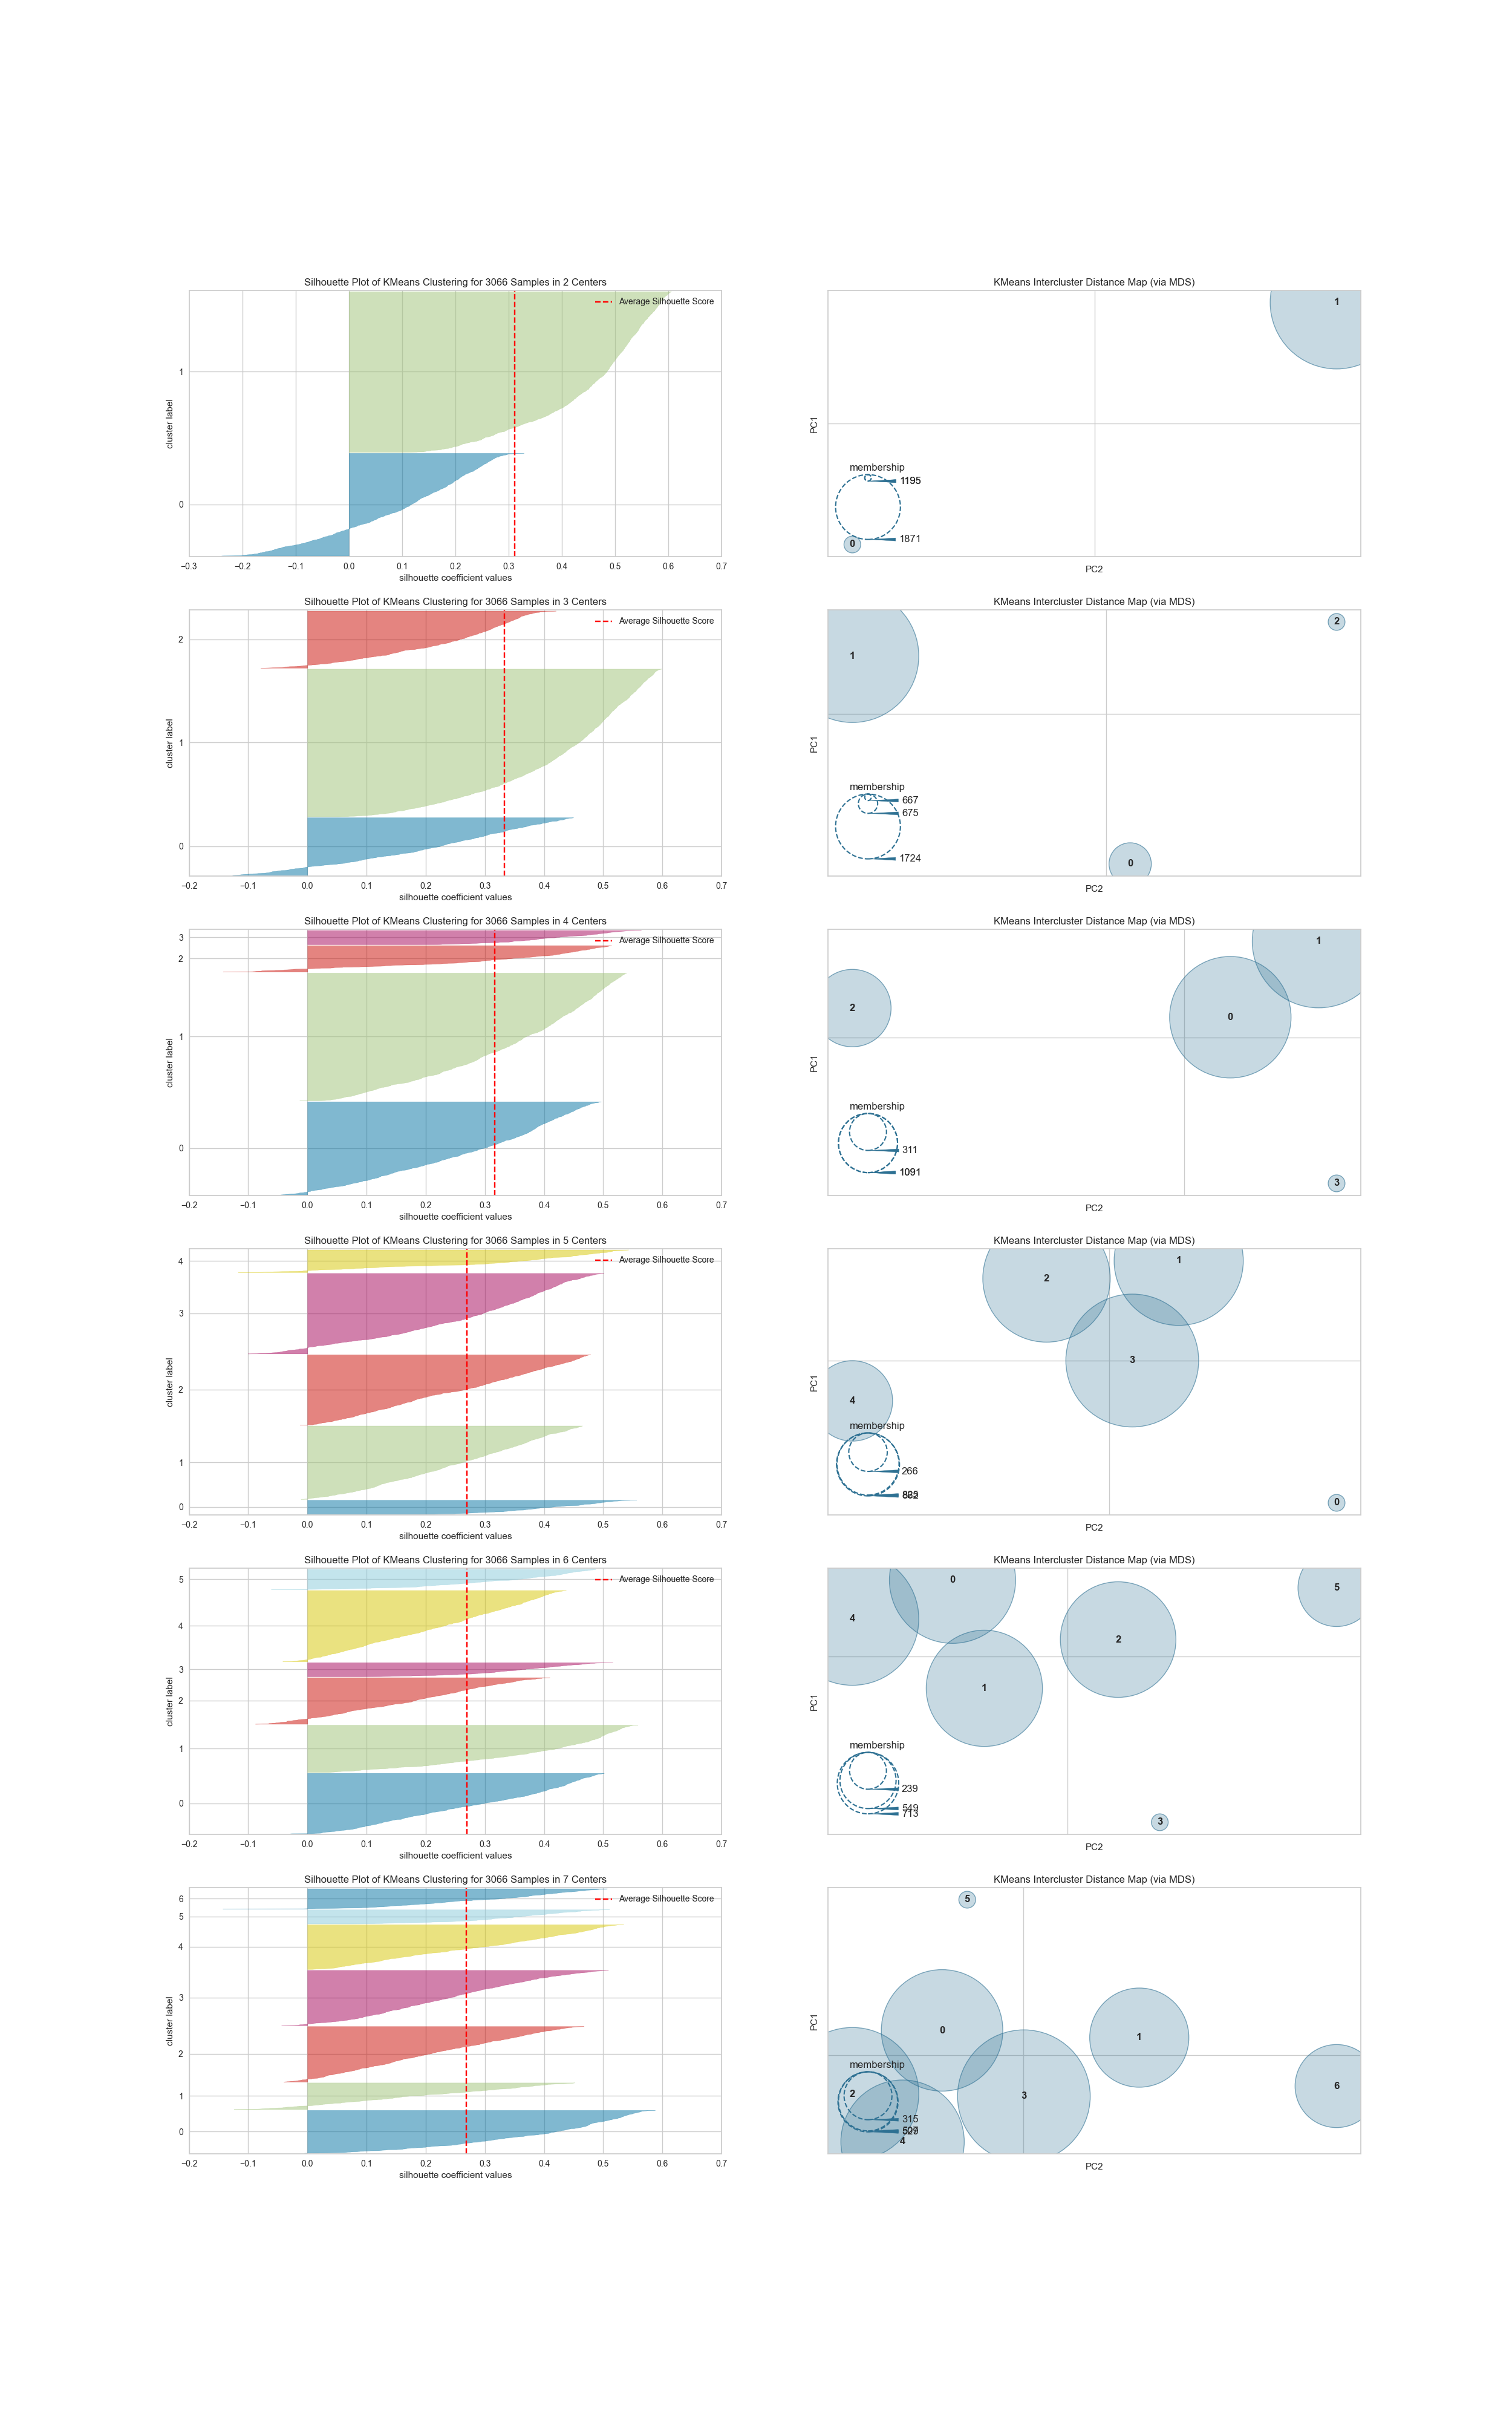 Silhouette Plot of KMeans Clustering for 3066 Samples in 2 Centers
Average Silhouette Score
1
0
cluster label
−0.3 −0.2 −0.1 0.0 0.1 0.2 0.3 0.4 0.5 0.6 0.7
silhouette coefficient values
KMeans Intercluster Distance Map (via MDS)
1
PC1
membership
1195
1871
0
PC2
Silhouette Plot of KMeans Clustering for 3066 Samples in 3 Centers
Average Silhouette Score
2
1
0
cluster label
−0.2 −0.1 0.0 0.1 0.2 0.3 0.4 0.5 0.6 0.7
silhouette coefficient values
KMeans Intercluster Distance Map (via MDS)
2
1
PC1
membership
667
675
1724
0
PC2
Silhouette Plot of KMeans Clustering for 3066 Samples in 4 Centers
Average Silhouette Score
3
2
1
0
cluster label
−0.2 −0.1 0.0 0.1 0.2 0.3 0.4 0.5 0.6 0.7
silhouette coefficient values
KMeans Intercluster Distance Map (via MDS)
1
2
0
PC1
membership
311
1091
3
PC2
Silhouette Plot of KMeans Clustering for 3066 Samples in 5 Centers
Average Silhouette Score
4
3
2
1
0
cluster label
−0.2 −0.1 0.0 0.1 0.2 0.3 0.4 0.5 0.6 0.7
silhouette coefficient values
KMeans Intercluster Distance Map (via MDS)
1
2
3
PC1
4
membership
266
0
PC2
Silhouette Plot of KMeans Clustering for 3066 Samples in 6 Centers
Average Silhouette Score
5
4
3
2
1
0
cluster label
−0.2 −0.1 0.0 0.1 0.2 0.3 0.4 0.5 0.6 0.7
silhouette coefficient values
KMeans Intercluster Distance Map (via MDS)
0
5
4
2
1
PC1
membership
239
549
713
3
PC2
Silhouette Plot of KMeans Clustering for 3066 Samples in 7 Centers
Average Silhouette Score
6
5
4
3
2
1
0
cluster label
−0.2 −0.1 0.0 0.1 0.2 0.3 0.4 0.5 0.6 0.7
silhouette coefficient values
KMeans Intercluster Distance Map (via MDS)
5
0
1
PC1
membership
6
2
3
315
4
PC2